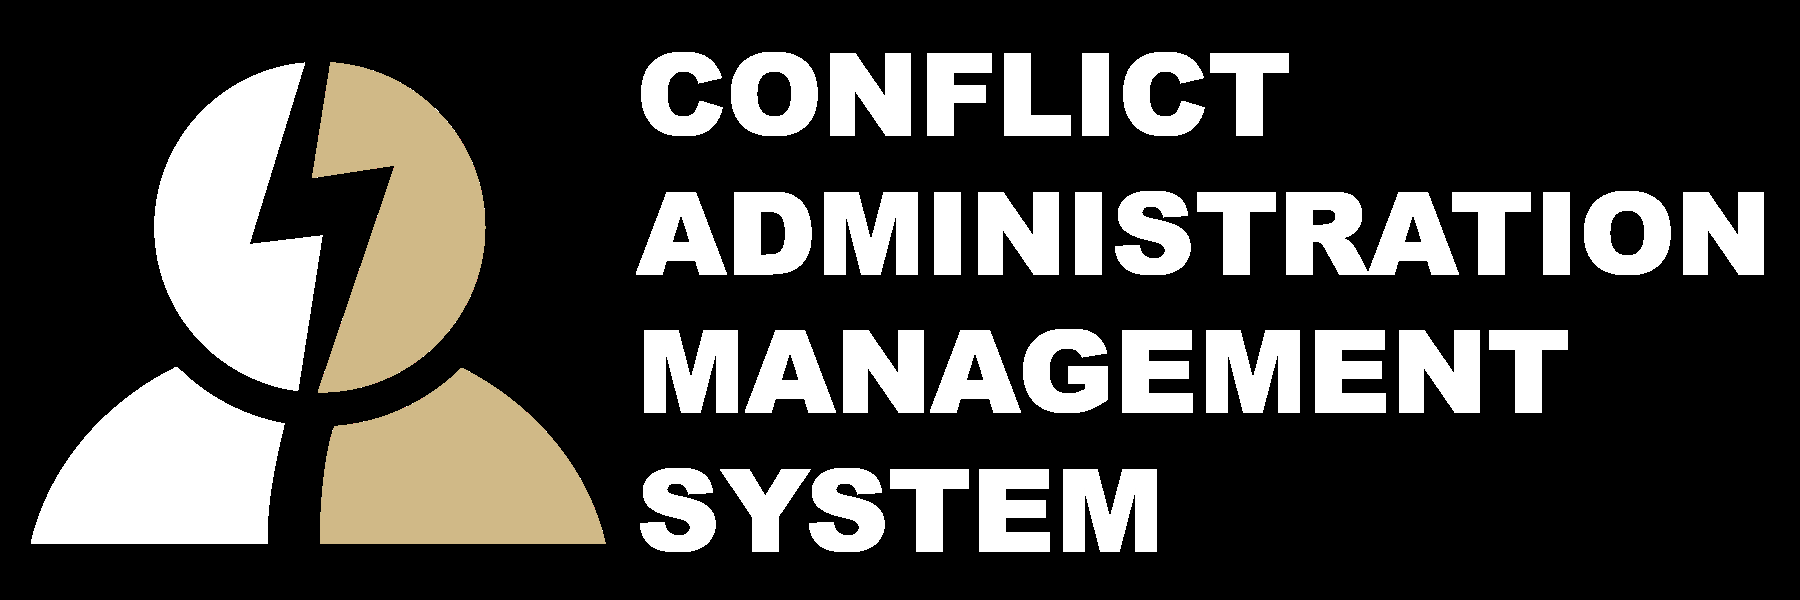 CONFLICT
ADMINISTRATION
MANAGEMENT
SYSTEM